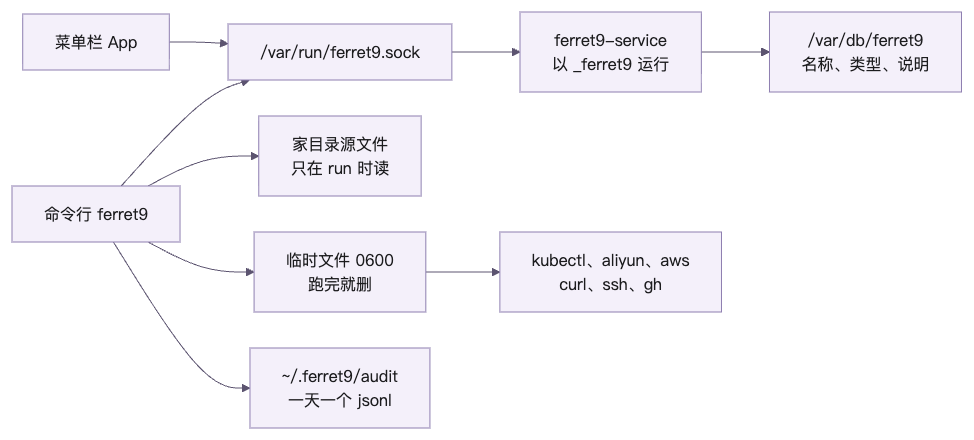 菜单栏 App
/var/run/ferret9.sock
ferret9-service
以 _ferret9 运行
/var/db/ferret9
名称、类型、说明
家目录源文件
只在 run 时读
命令行 ferret9
临时文件 0600
跑完就删
kubectl、aliyun、aws
curl、ssh、gh
~/.ferret9/audit
一天一个 jsonl